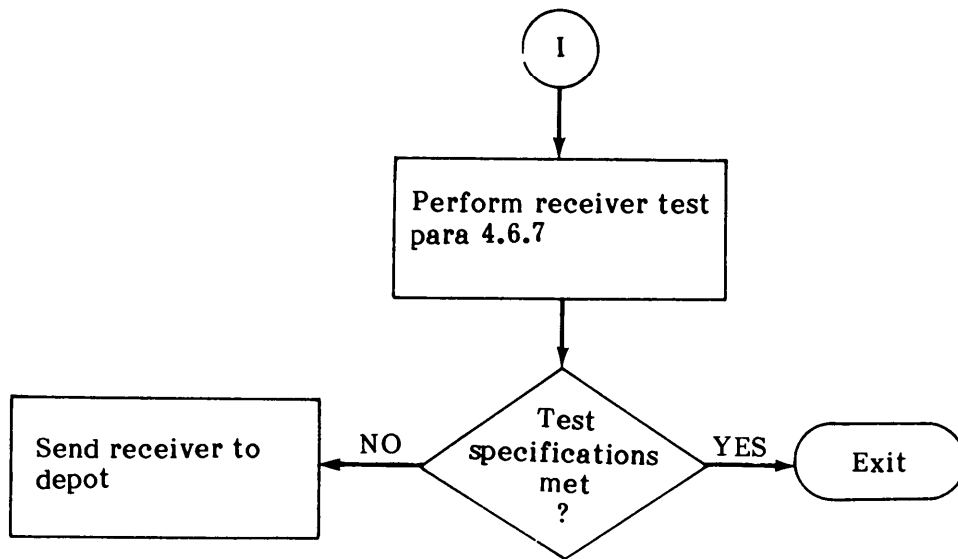 I
Perform receiver test
para 4.6.7
Test
specifications
met
?
NO
YES
Send receiver to
depot
Exit